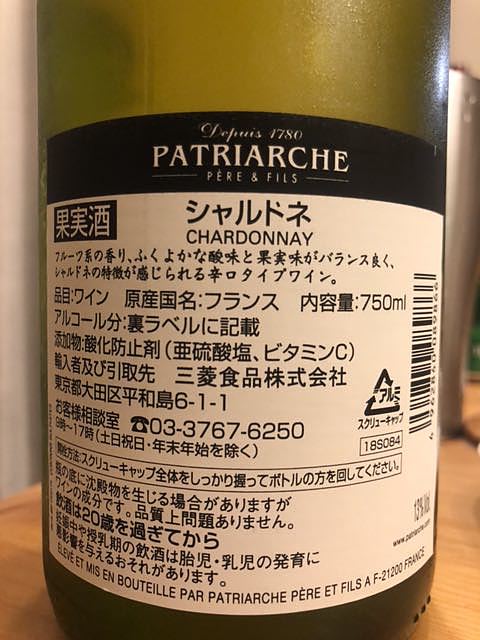 Depuis 1780
PATRIARCHE
PÈRE & FILS
果実酒
シャルドネ
CHARDONNAY
フルーツ系の香り、ふくよかな酸味と果実味がバランス良く、
シャルドネの特徴が感じられる辛口タイプワイン。
品目:ワイン 原産国名:フランス 内容量:750ml
アルコール分:裏ラベルに記載
添加物:酸化防止剤(亜硫酸塩、ビタミンC)
輸入者及び引取先 三菱食品株式会社
東京都大田区平和島6-1-1
お客様相談室 ☎03-3767-6250
9時〜17時(土日祝日・年末年始を除く)
アルミ
スクリューキャップ
18S084
開栓方法:スクリューキャップ全体をしっかり握ってボトルの方を回してください。
瓶の底に沈殿物を生じる場合がありますが
ワインの成分です。品質上問題ありません。
飲酒は20歳を過ぎてから
妊娠中や授乳期の飲酒は胎児・乳児の発育に
悪影響を与えるおそれがあります。
13%Vol.
www.patriarche.com
ÉLEVÉ ET MIS EN BOUTEILLE PAR PATRIARCHE PÈRE ET FILS A F-21200 FRANCE